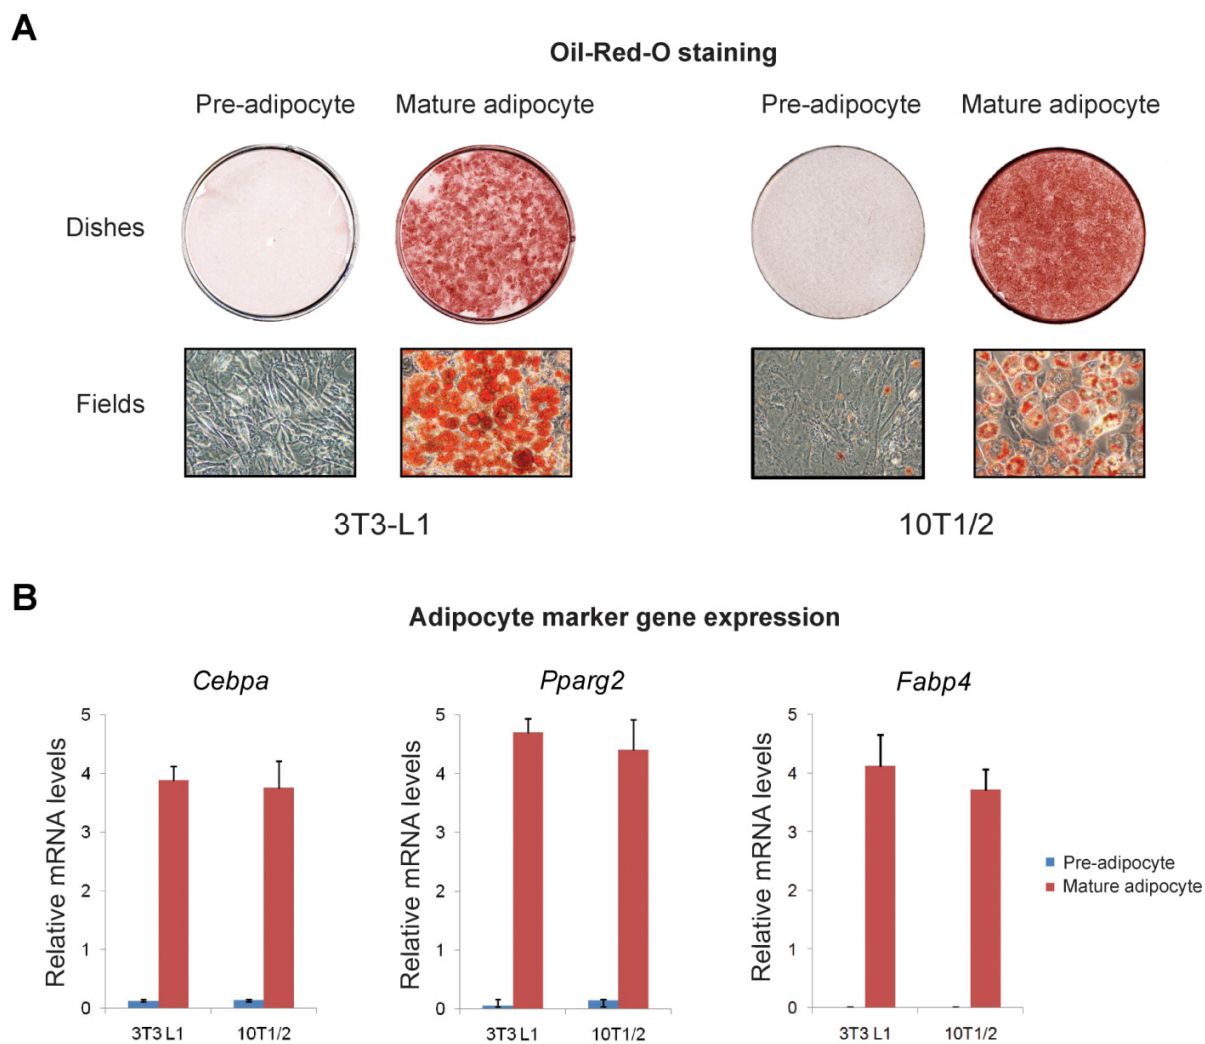 A
Oil-Red-O staining
Pre-adipocyte Mature adipocyte Pre-adipocyte Mature adipocyte
Dishes
Fields
3T3-L1 10T1/2
B
Adipocyte marker gene expression
Cebpa Pparg2 Fabp4
Relative mRNA levels
5
4
3
2
1
0
3T3 L1 10T1/2
Relative mRNA levels
5
4
3
2
1
0
3T3 L1 10T1/2
Relative mRNA levels
5
4
3
2
1
0
3T3 L1 10T1/2
Pre-adipocyte
Mature adipocyte